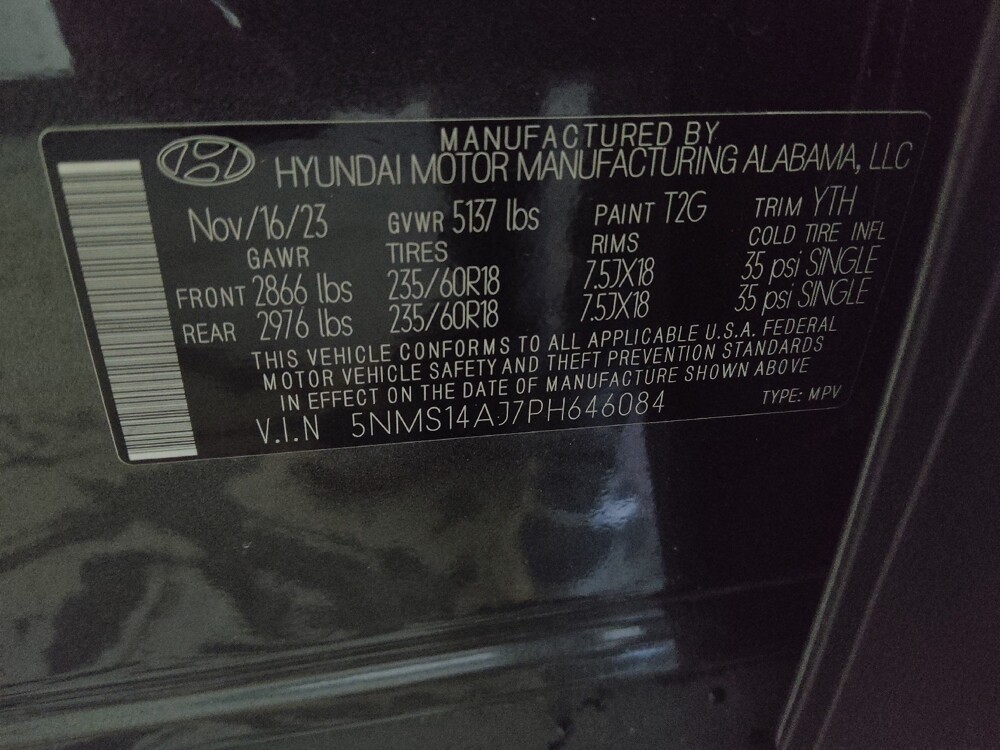 MANUFACTURED BY
HYUNDAI MOTOR MANUFACTURING ALABAMA, LLC
Nov/16/23 GVWR 5137 lbs PAINT T2G TRIM YTH
GAWR TIRES RIMS COLD TIRE INFL
FRONT 2866 lbs 235/60R18 7.5JX18 35 psi SINGLE
REAR 2976 lbs 235/60R18 7.5JX18 35 psi SINGLE
THIS VEHICLE CONFORMS TO ALL APPLICABLE U.S.A. FEDERAL
MOTOR VEHICLE SAFETY AND THEFT PREVENTION STANDARDS
IN EFFECT ON THE DATE OF MANUFACTURE SHOWN ABOVE
V.I.N 5NMS14AJ7PH646084 TYPE: MPV